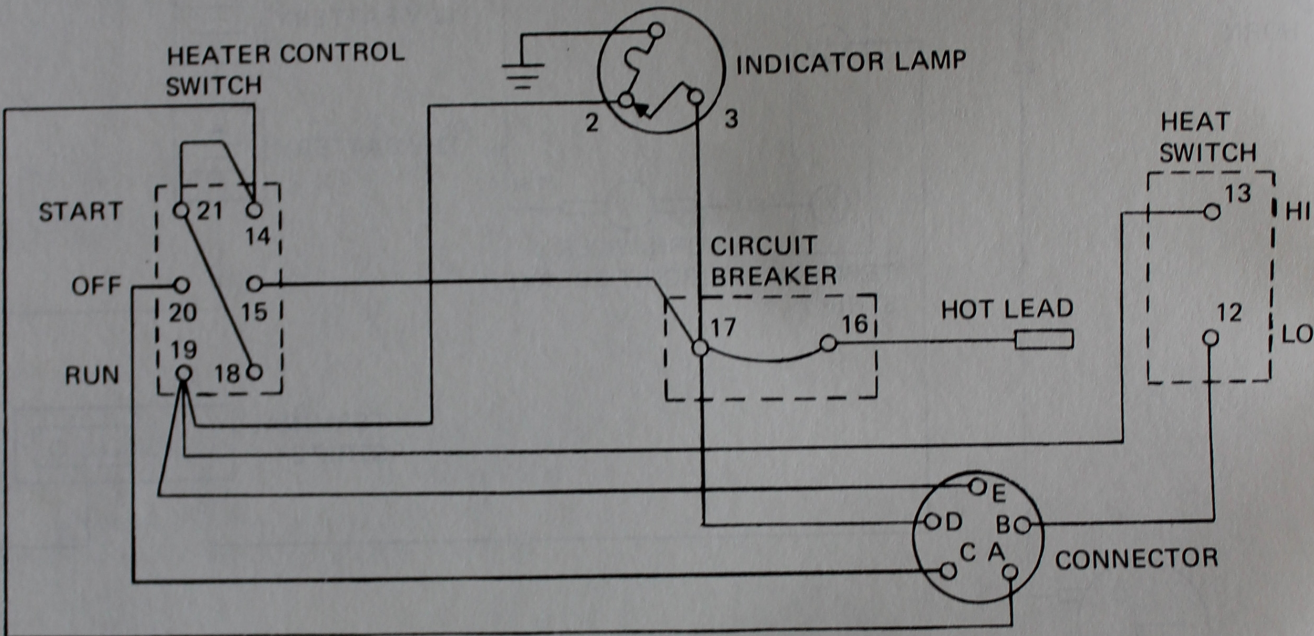 HEATER CONTROL
SWITCH
INDICATOR LAMP
2
3
HEAT
SWITCH
START
21
14
13
HI
OFF
20
15
CIRCUIT
BREAKER
17
16
HOT LEAD
12
LO
RUN
19
18
E
D
B
C
A
CONNECTOR